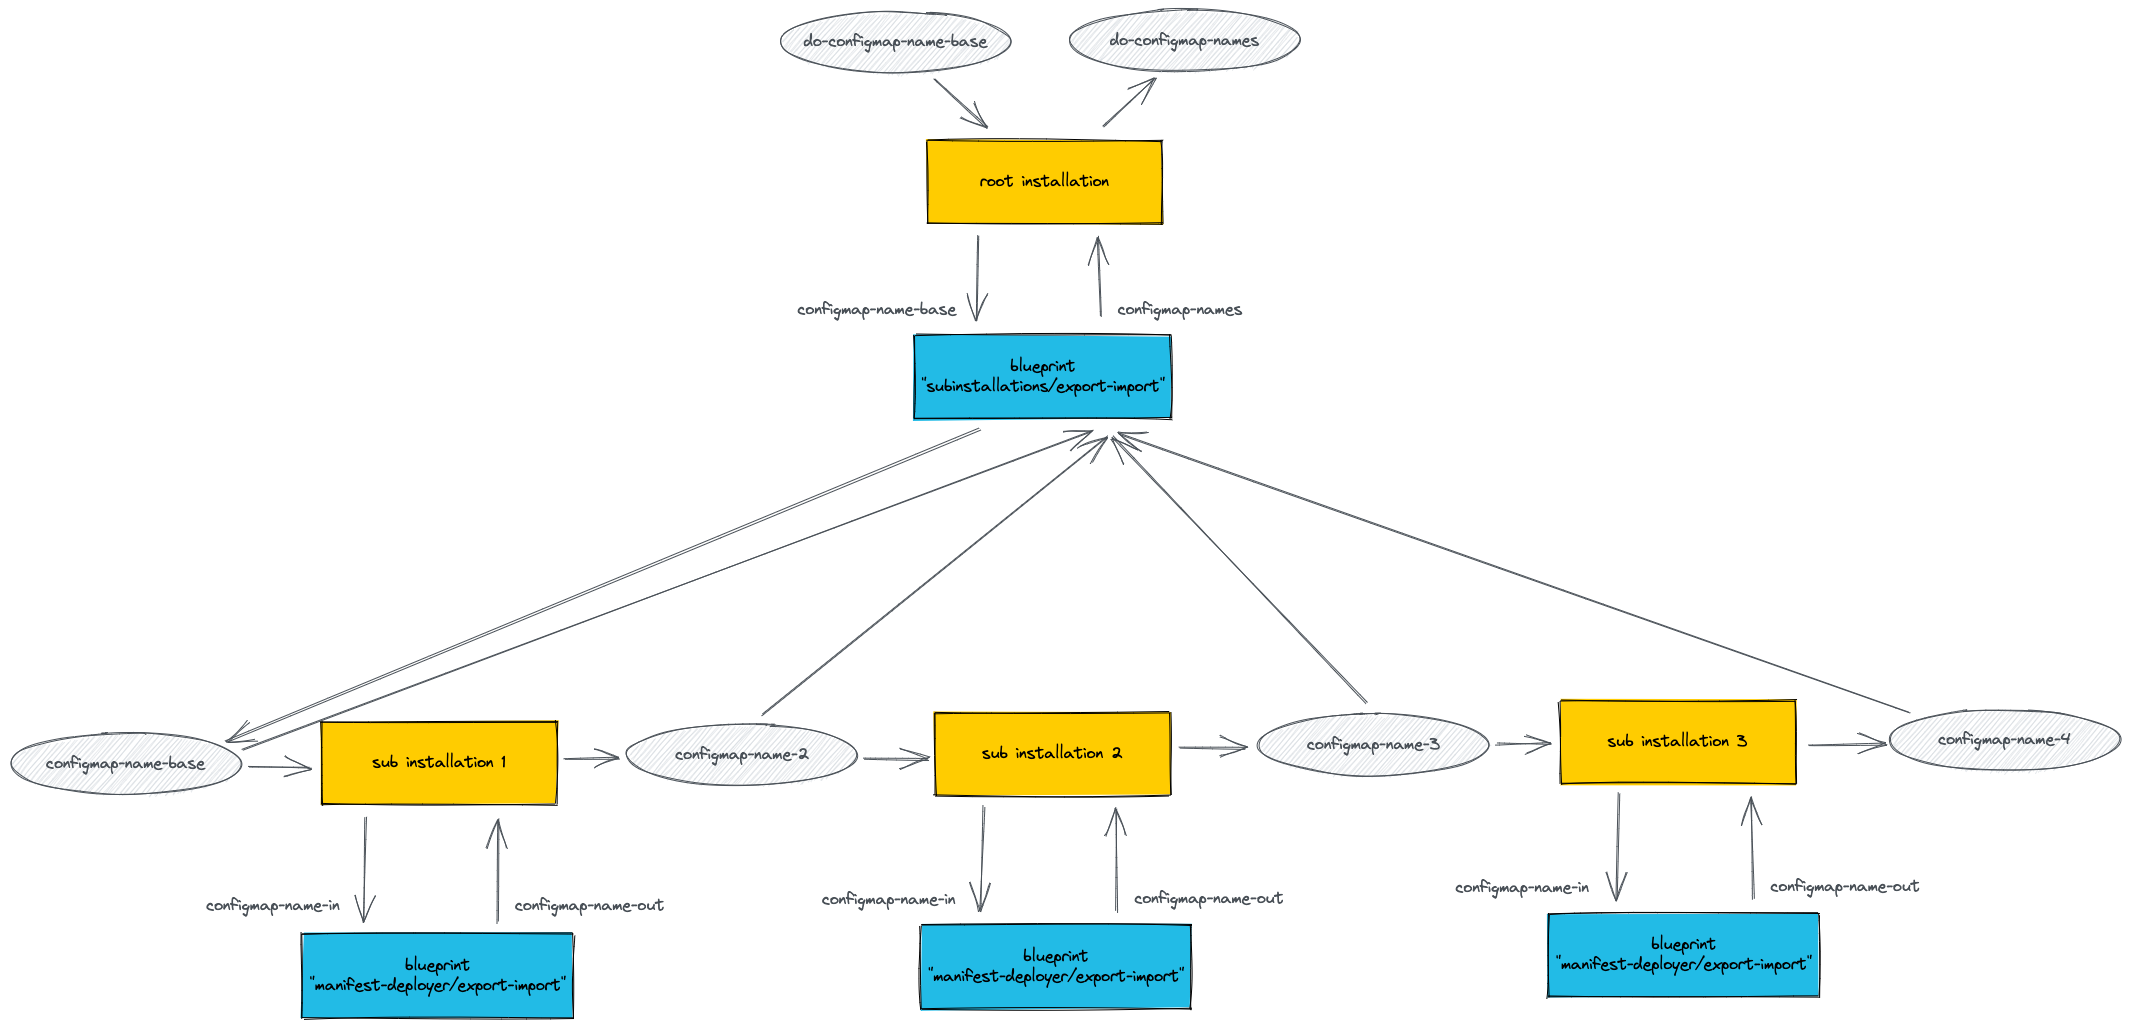 do-configmap-name-base
do-configmap-names
root installation
configmap-name-base
configmap-names
blueprint
"subinstallations/export-import"
configmap-name-base
sub installation 1
configmap-name-2
sub installation 2
configmap-name-3
sub installation 3
configmap-name-4
configmap-name-in
configmap-name-out
configmap-name-in
configmap-name-out
configmap-name-in
configmap-name-out
blueprint
"manifest-deployer/export-import"
blueprint
"manifest-deployer/export-import"
blueprint
"manifest-deployer/export-import"